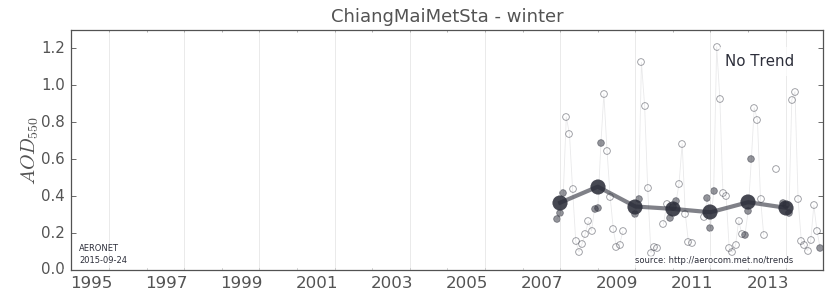 ChiangMaiMetSta - winter
No Trend
AOD550
1.2
1.0
0.8
0.6
0.4
0.2
0.0
AERONET
2015-09-24
source: http://aerocom.met.no/trends
1995 1997 1999 2001 2003 2005 2007 2009 2011 2013